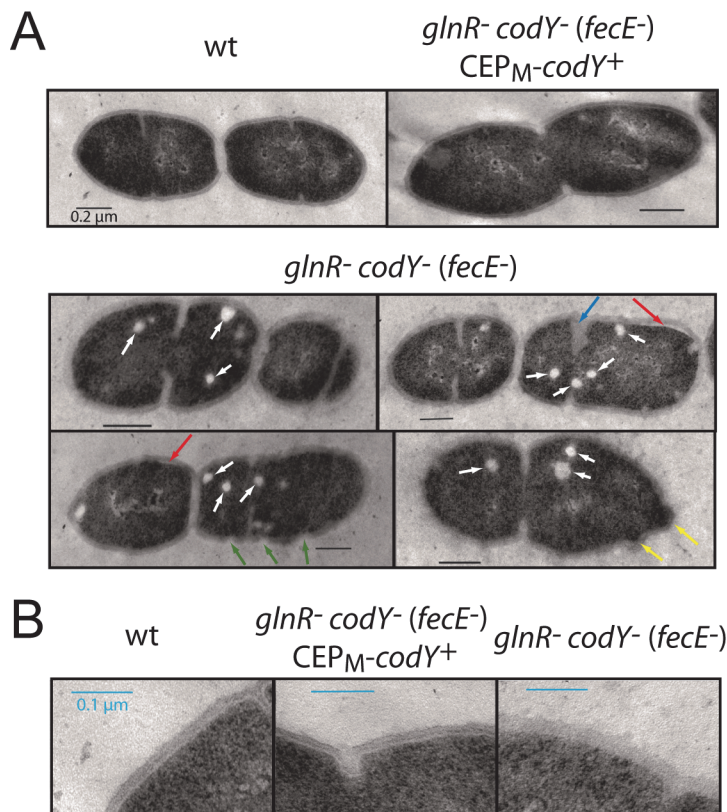 A
wt
glnR- codY- (fecE-)
CEPM-codY+
0.2 µm
glnR- codY- (fecE-)
B
wt
glnR- codY- (fecE-)
CEPM-codY+
glnR- codY- (fecE-)
0.1 µm